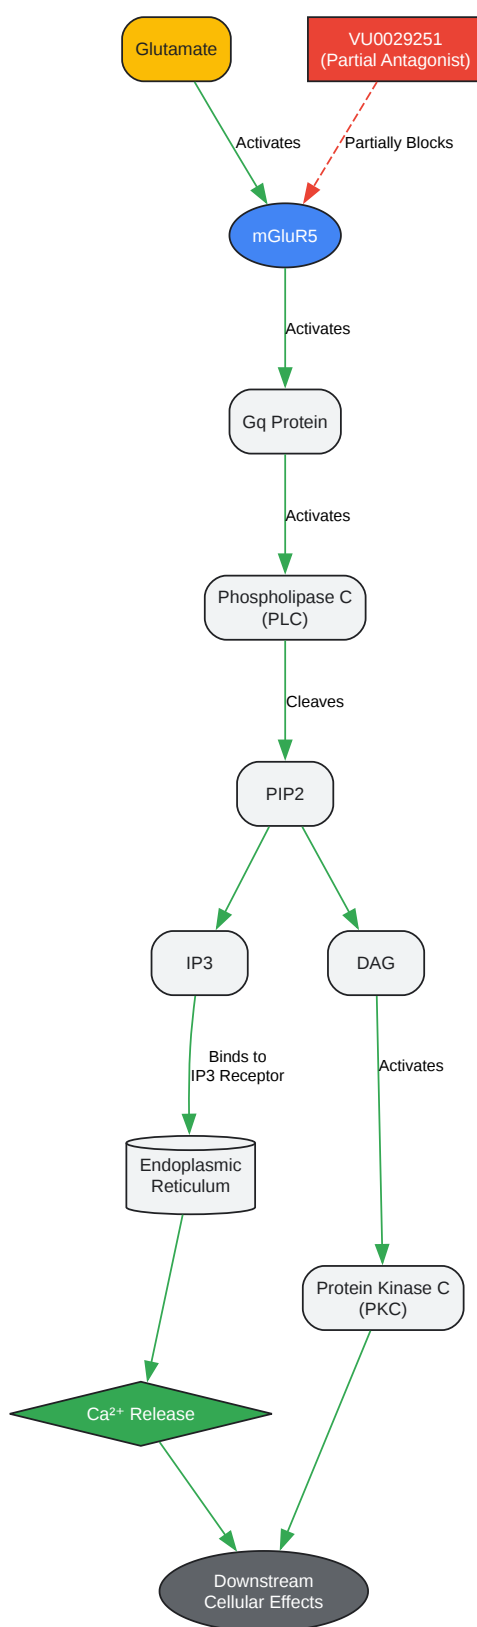 Glutamate
VU0029251
(Partial Antagonist)
Activates
Partially Blocks
mGluR5
Activates
Gq Protein
Activates
Phospholipase C
(PLC)
Cleaves
PIP2
IP3
DAG
Binds to
IP3 Receptor
Activates
Endoplasmic
Reticulum
Protein Kinase C
(PKC)
Ca²⁺ Release
Downstream
Cellular Effects